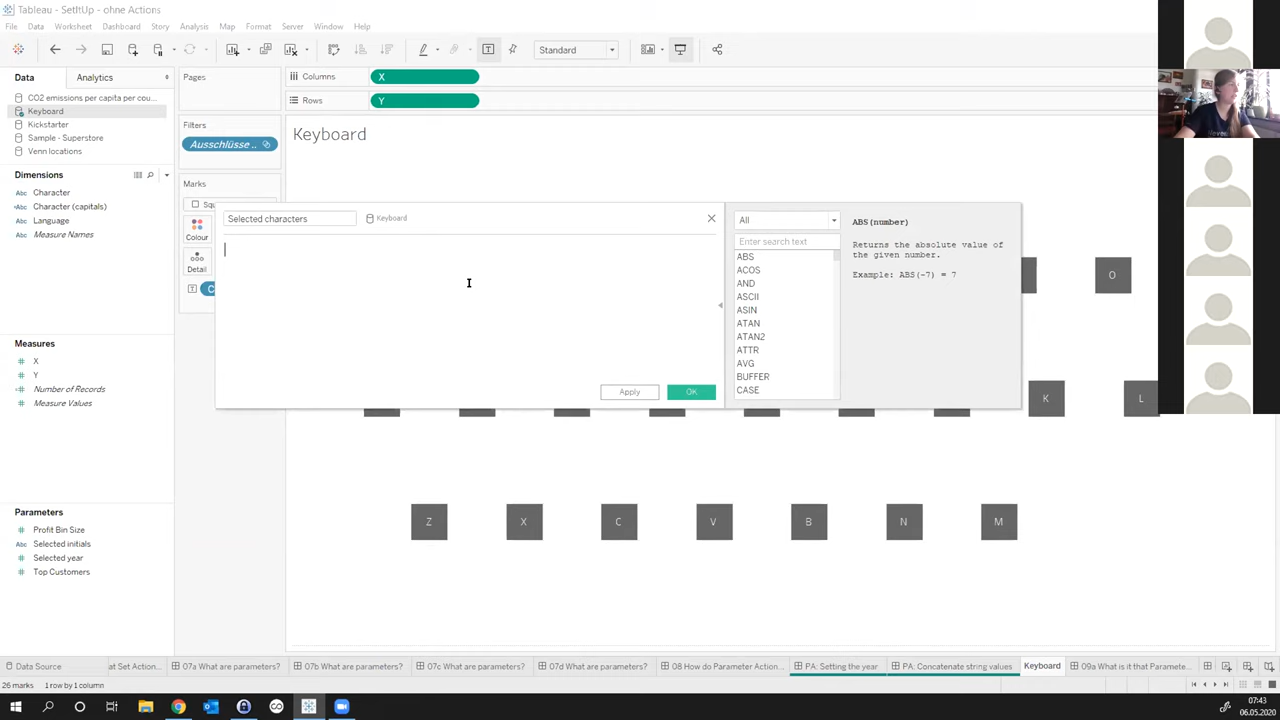 Tableau - SetItUp - ohne Actions
File Data Worksheet Dashboard Story Analysis Map Format Server Window Help
Standard
Data Analytics
Pages
Columns X
Rows Y
CO2 emissions per capita per cou...
Keyboard
Kickstarter
Sample - Superstore
Venn locations
Filters
Ausschlüsse ..
Keyboard
Dimensions
Character
Character (capitals)
Language
Measure Names
Marks
Squ
Colour
Detail
C
Selected characters
Keyboard
All
Enter search text
ABS
ACOS
AND
ASCII
ASIN
ATAN
ATAN2
ATTR
AVG
BUFFER
CASE
ABS(number)
Returns the absolute value of
the given number.
Example: ABS(-7) = 7
Apply OK
O
K L
Z X C V B N M
Measures
X
Y
Number of Records
Measure Values
Parameters
Profit Bin Size
Selected initials
Selected year
Top Customers
Data Source at Set Action... 07a What are parameters? 07b What are parameters? 07c What are parameters? 07d What are parameters? 08 How do Parameter Action... PA: Setting the year PA: Concatenate string values Keyboard 09a What is it that Paramete...
26 marks 1 row by 1 column
07:43
06.05.2020